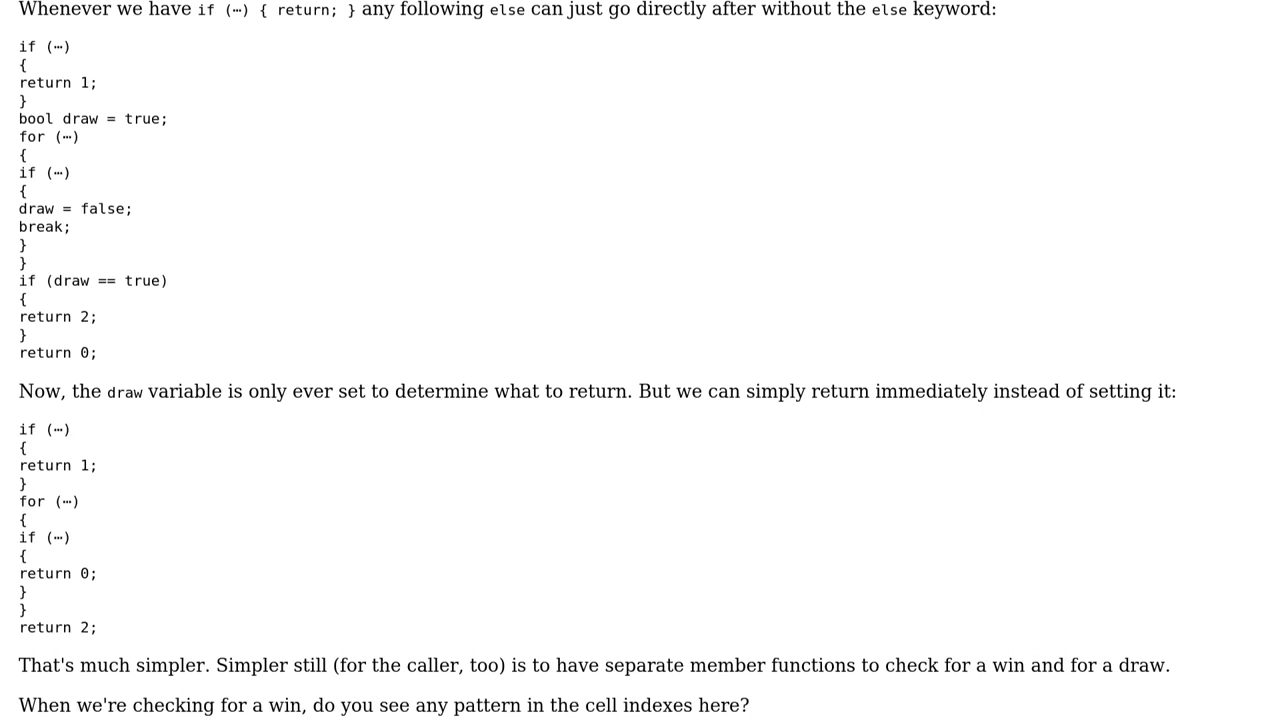 Whenever we have if (⋯) { return; } any following else can just go directly after without the else keyword:
if (⋯)
{
return 1;
}
bool draw = true;
for (⋯)
{
if (⋯)
{
draw = false;
break;
}
}
if (draw == true)
{
return 2;
}
return 0;
Now, the draw variable is only ever set to determine what to return. But we can simply return immediately instead of setting it:
if (⋯)
{
return 1;
}
for (⋯)
{
if (⋯)
{
return 0;
}
}
return 2;
That's much simpler. Simpler still (for the caller, too) is to have separate member functions to check for a win and for a draw.
When we're checking for a win, do you see any pattern in the cell indexes here?